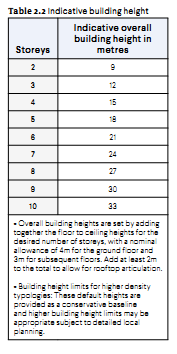 Table 2.2 Indicative building height
Storeys
Indicative overall
building height in
metres
2 9
3 12
4 15
5 18
6 21
7 24
8 27
9 30
10 33
• Overall building heights are set by adding
together the floor to ceiling heights for the
desired number of storeys, with a nominal
allowance of 4m for the ground floor and
3m for subsequent floors. Add at least 2m
to the total to allow for rooftop articulation.
• Building height limits for higher density
typologies: These default heights are
provided as a conservative baseline
and higher building height limits may be
appropriate subject to detailed local
planning.